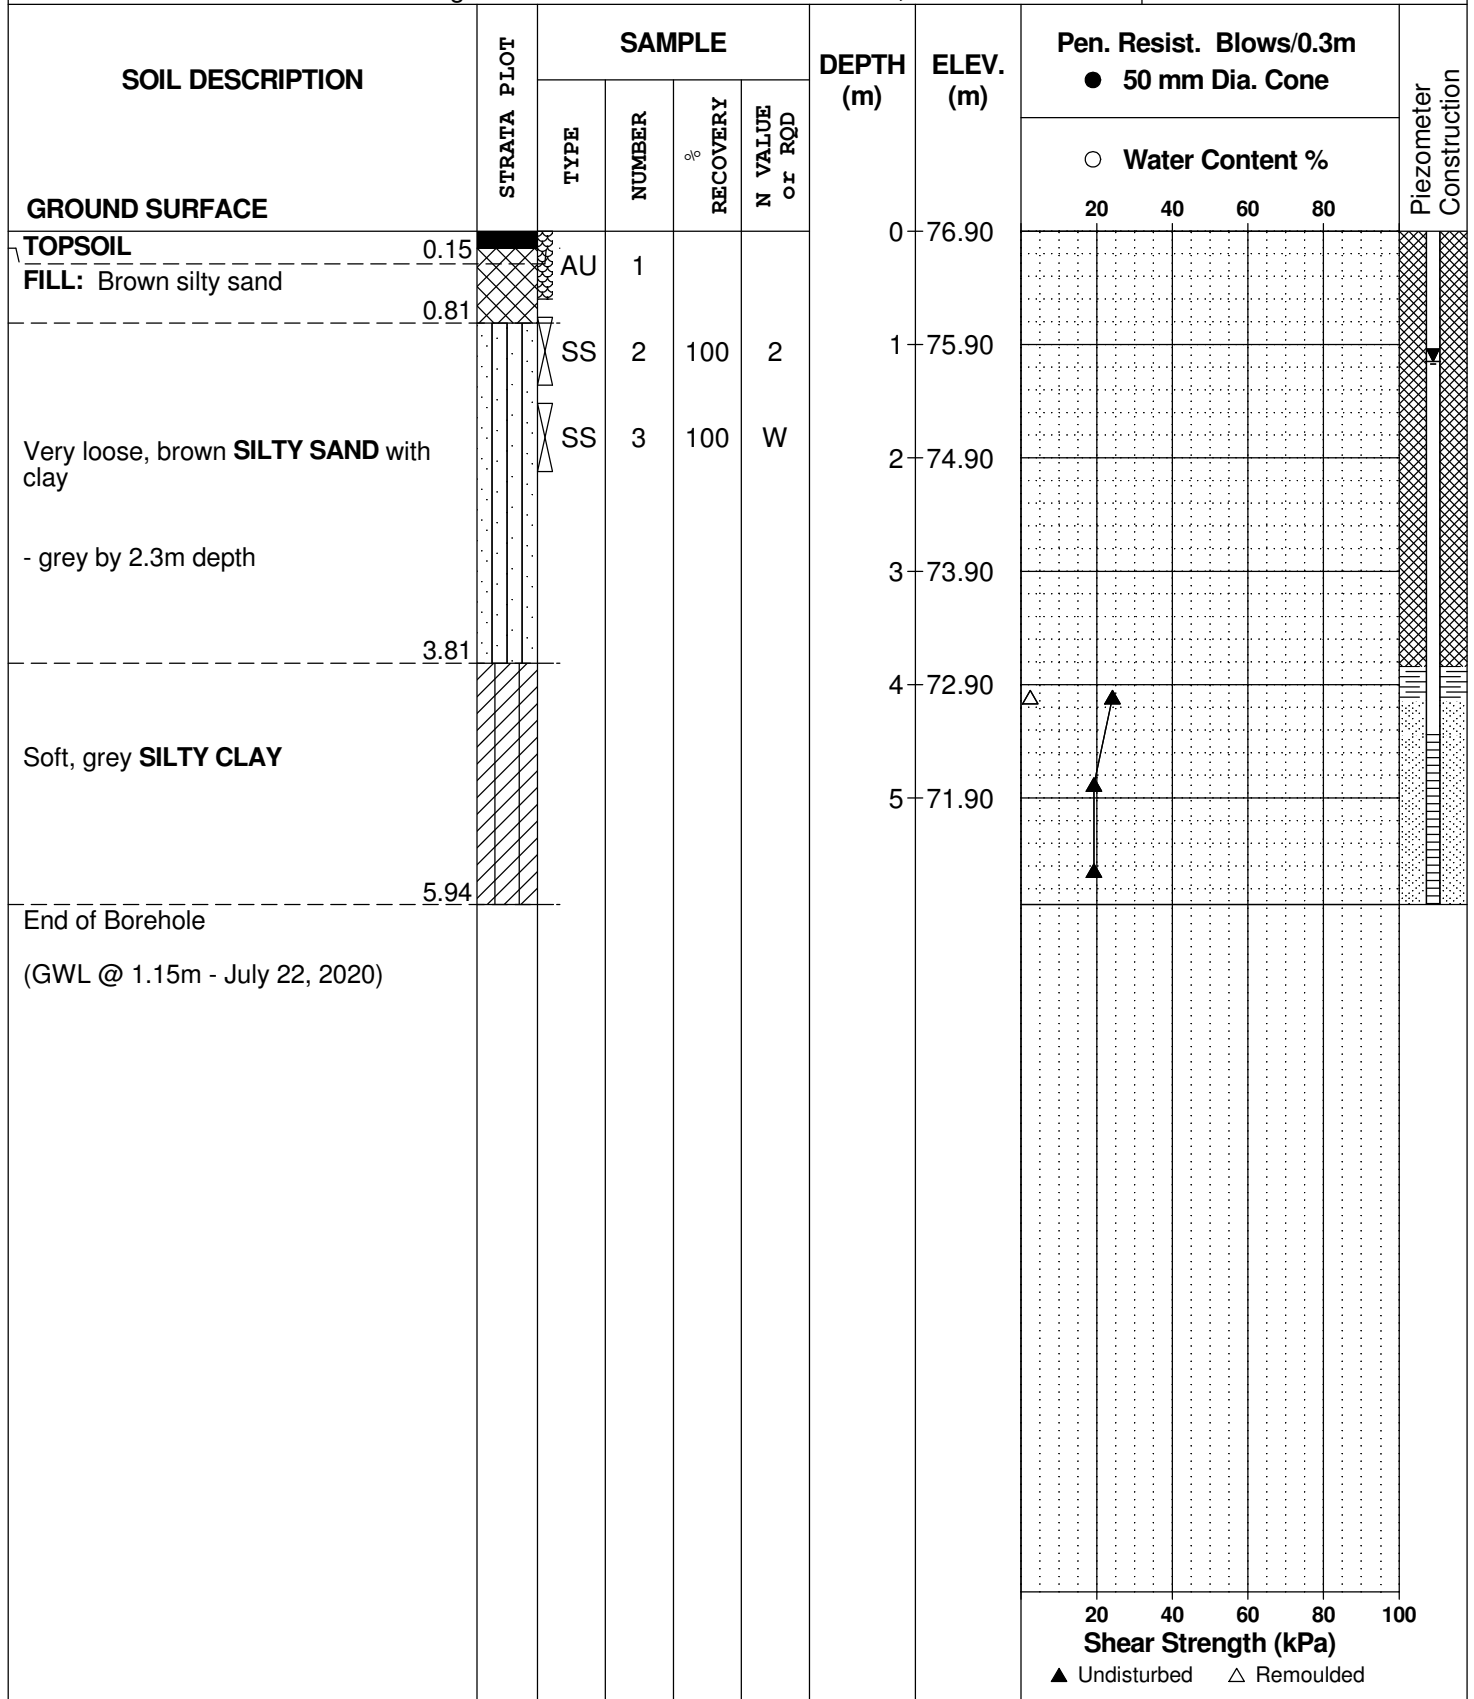 SOIL DESCRIPTION
GROUND SURFACE
STRATA PLOT
SAMPLE
TYPE
NUMBER
% RECOVERY
N VALUE or RQD
DEPTH (m)
ELEV. (m)
Pen. Resist. Blows/0.3m
● 50 mm Dia. Cone
○ Water Content %
20 40 60 80
Piezometer Construction
TOPSOIL 0.15
FILL: Brown silty sand
0.81
AU 1
SS 2 100 2
SS 3 100 W
Very loose, brown SILTY SAND with
clay
- grey by 2.3m depth
3.81
Soft, grey SILTY CLAY
5.94
End of Borehole
(GWL @ 1.15m - July 22, 2020)
0 76.90
1 75.90
2 74.90
3 73.90
4 72.90
5 71.90
20 40 60 80 100
Shear Strength (kPa)
▲ Undisturbed △ Remoulded